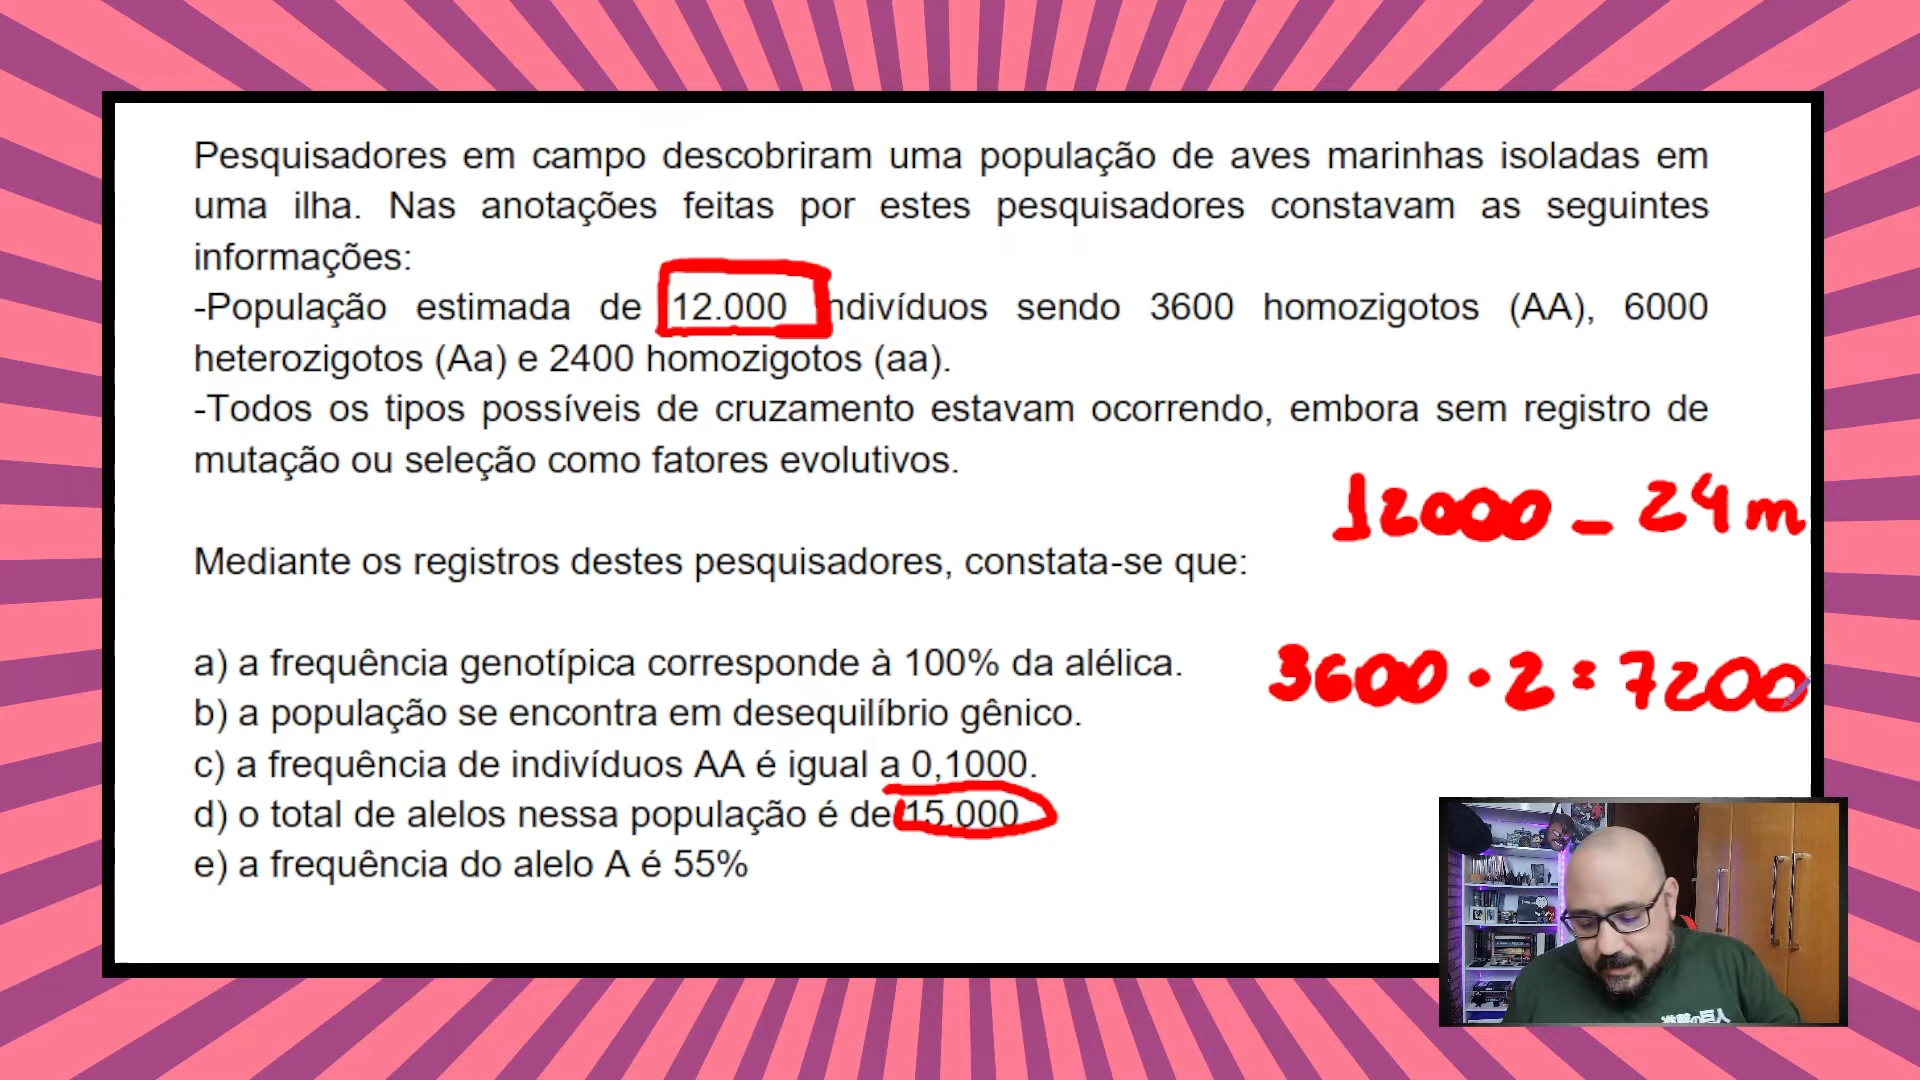 Pesquisadores em campo descobriram uma população de aves marinhas isoladas em
uma ilha. Nas anotações feitas por estes pesquisadores constavam as seguintes
informações:
-População estimada de 12.000 indivíduos sendo 3600 homozigotos (AA), 6000
heterozigotos (Aa) e 2400 homozigotos (aa).
-Todos os tipos possíveis de cruzamento estavam ocorrendo, embora sem registro de
mutação ou seleção como fatores evolutivos.
12000 - 24m
Mediante os registros destes pesquisadores, constata-se que:
a) a frequência genotípica corresponde à 100% da alélica.
3600 · 2 = 7200
b) a população se encontra em desequilíbrio gênico.
c) a frequência de indivíduos AA é igual a 0,1000.
d) o total de alelos nessa população é de 15.000
e) a frequência do alelo A é 55%
進撃の巨人